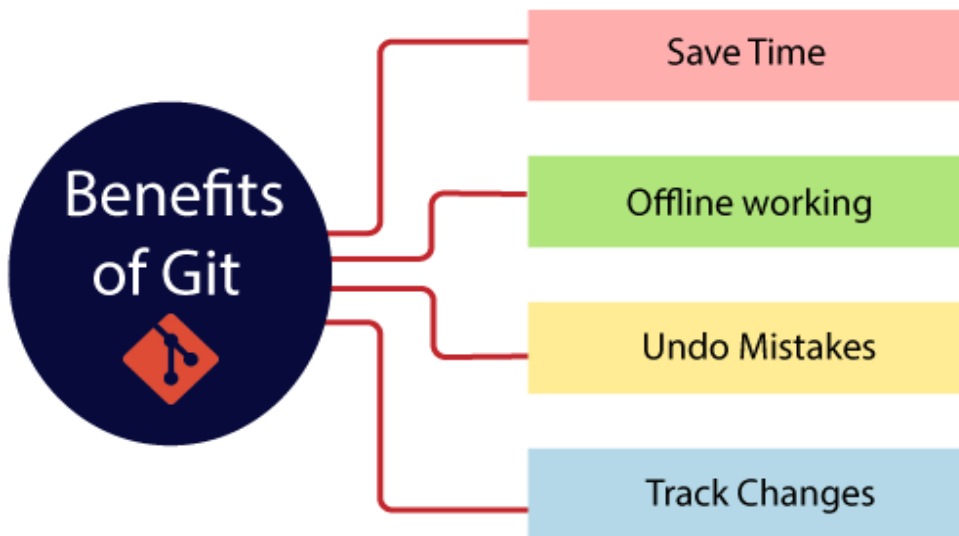 Benefits
of Git
Save Time
Offline working
Undo Mistakes
Track Changes